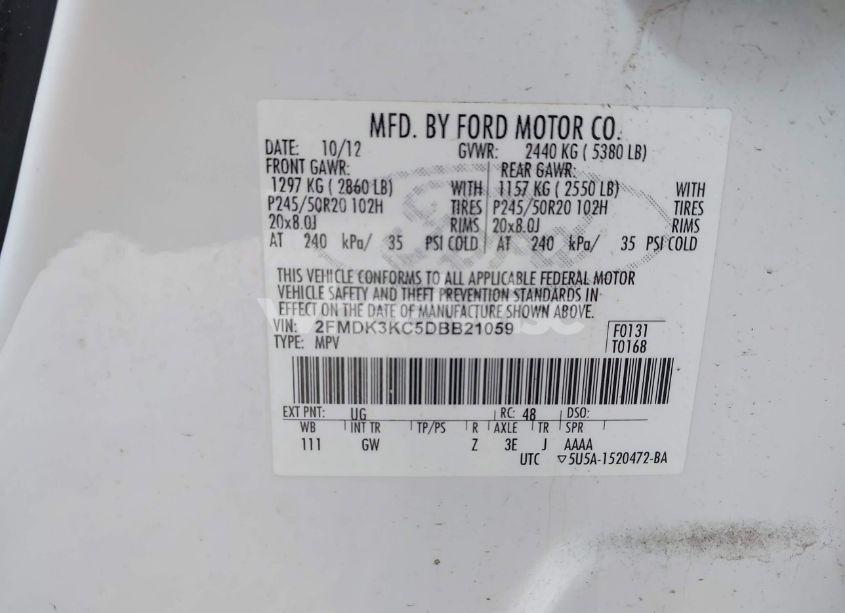 MFD. BY FORD MOTOR CO.
DATE: 10/12 GVWR: 2440 KG ( 5380 LB)
FRONT GAWR: REAR GAWR:
1297 KG ( 2860 LB) WITH 1157 KG ( 2550 LB) WITH
P245/50R20 102H TIRES P245/50R20 102H TIRES
20x8.0J RIMS 20x8.0J RIMS
AT 240 kPa/ 35 PSI COLD AT 240 kPa/ 35 PSI COLD
THIS VEHICLE CONFORMS TO ALL APPLICABLE FEDERAL MOTOR
VEHICLE SAFETY AND THEFT PREVENTION STANDARDS IN
EFFECT ON THE DATE OF MANUFACTURE SHOWN ABOVE.
VIN: 2FMDK3KC5DBB21059 F0131
TYPE: MPV T0168
EXT PNT: UG RC: 48 DSO:
WB INT TR TP/PS R AXLE TR SPR
111 GW Z 3E J AAAA
UTC ▽5U5A-1520472-BA